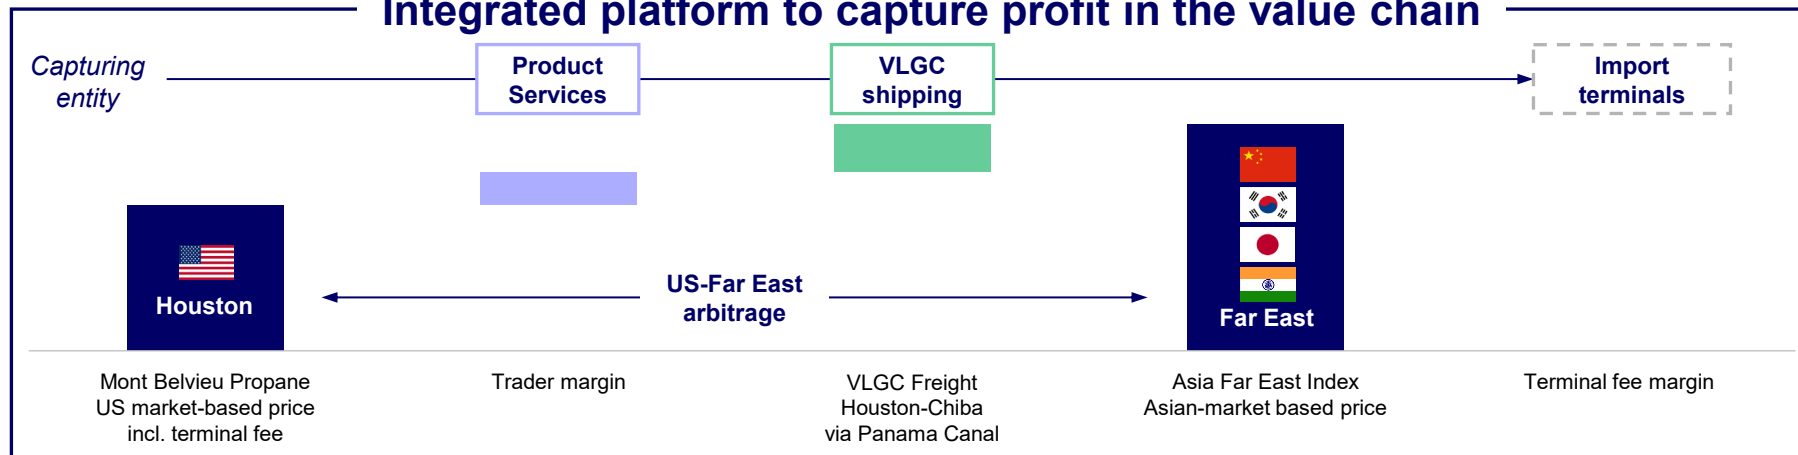 Integrated platform to capture profit in the value chain
Capturing
entity
Product
Services
VLGC
shipping
Import
terminals
Houston
US-Far East
arbitrage
Far East
Mont Belvieu Propane
US market-based price
incl. terminal fee
Trader margin
VLGC Freight
Houston-Chiba
via Panama Canal
Asia Far East Index
Asian-market based price
Terminal fee margin